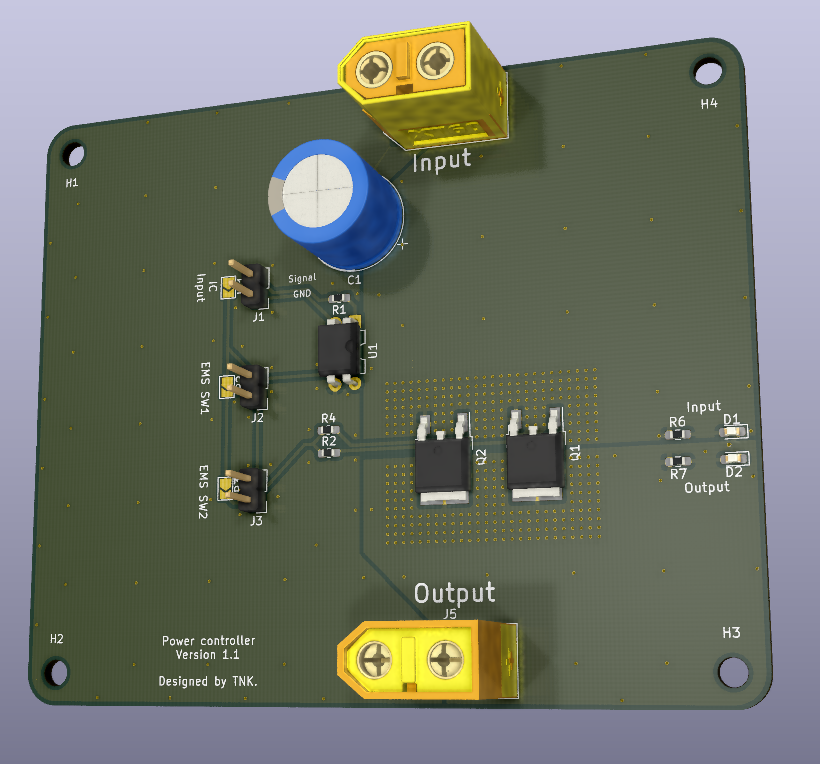 H4
Input
H1
C1
Signal
GND
IC
Input
J1
R1
U1
EMS SW1
J2
R4
R2
Q2
Q1
Input
R6
D1
R7
D2
Output
EMS SW2
J3
Output
J5
H2
H3
Power controller
Version 1.1
Designed by TNK.